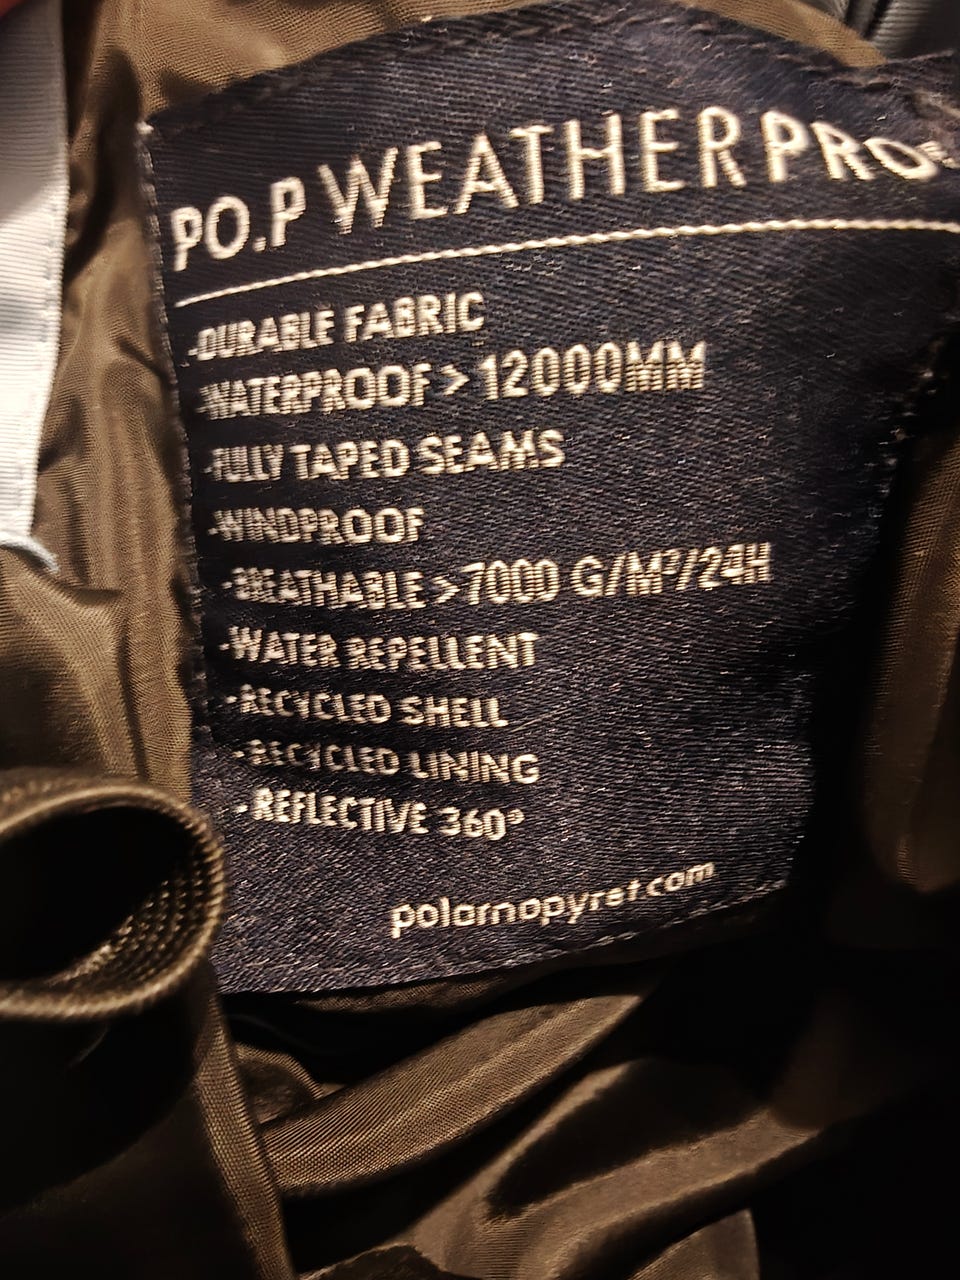 PO.P WEATHERPRO
-DURABLE FABRIC
-WATERPROOF > 12000MM
-FULLY TAPED SEAMS
-WINDPROOF
-BREATHABLE > 7000 G/M²/24H
-WATER REPELLENT
-RECYCLED SHELL
-RECYCLED LINING
- REFLECTIVE 360°
polarnopyret.com